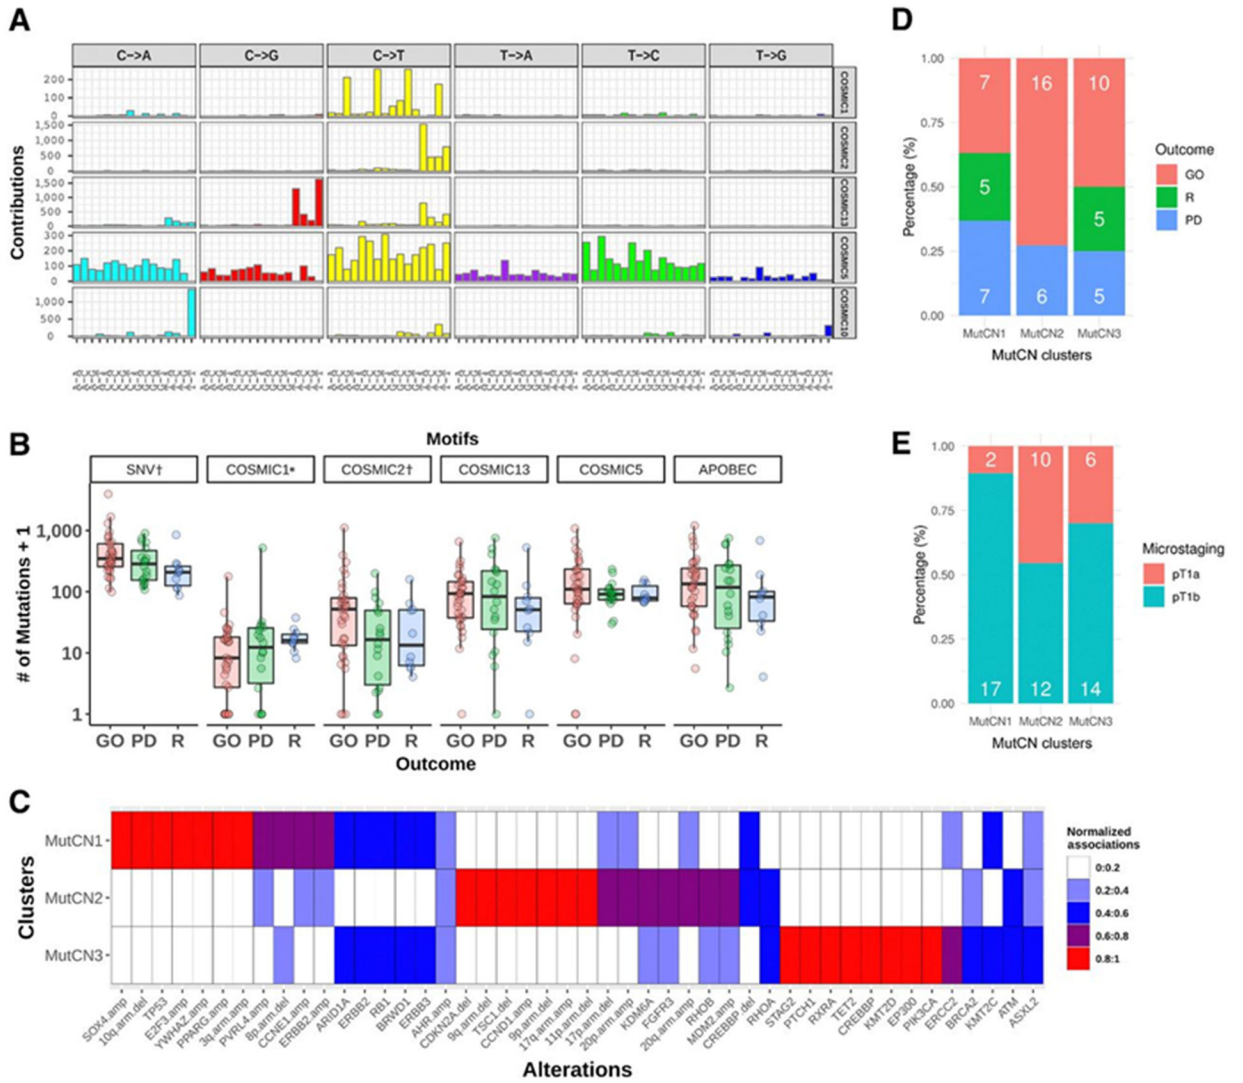 A
C->A C->G C->T T->A T->C T->G
Contributions
200
100
0
COSMIC1
1,500
1,000
500
0
COSMIC2
1,500
1,000
500
0
COSMIC13
300
200
100
0
COSMIC5
1,000
500
0
COSMIC10
Motifs
B
SNV† COSMIC1* COSMIC2† COSMIC13 COSMIC5 APOBEC
# of Mutations + 1
1,000
100
10
1
GO PD R GO PD R GO PD R GO PD R GO PD R GO PD R
Outcome
C
Clusters
MutCN1
MutCN2
MutCN3
SOX4.amp
10q.arm.del
TP53
E2F3.amp
YWHAZ.amp
PPARG.amp
3q.arm.amp
PVRL4.amp
8p.arm.del
CCNE1.amp
ERBB2.amp
ARID1A
ERBB2
RB1
BRWD1
ERBB3
AHR.amp
CDKN2A.del
9q.arm.del
TSC1.del
CCND1.amp
9p.arm.del
17q.arm.amp
11p.arm.del
17p.arm.del
20p.arm.amp
KDM6A
FGFR3
20q.arm.amp
RHOB
MDM2.amp
CREBBP.del
RHOA
STAG2
PTCH1
RXRA
TET2
CREBBP
KMT2D
EP300
PIK3CA
ERCC2
BRCA2
KMT2C
ATM
ASXL2
Alterations
Normalized
associations
0:0.2
0.2:0.4
0.4:0.6
0.6:0.8
0.8:1
D
Percentage (%)
1.00
0.75
0.50
0.25
0.00
7 16 10
5 5
7 6 5
MutCN1 MutCN2 MutCN3
MutCN clusters
Outcome
GO
R
PD
E
Percentage (%)
1.00
0.75
0.50
0.25
0.00
2 10 6
17 12 14
MutCN1 MutCN2 MutCN3
MutCN clusters
Microstaging
pT1a
pT1b